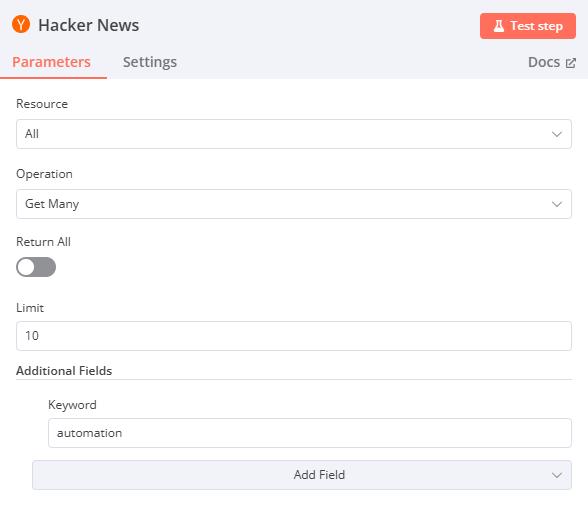 Hacker News
Test step
Parameters Settings Docs
Resource
All
Operation
Get Many
Return All
Limit
10
Additional Fields
Keyword
automation
Add Field